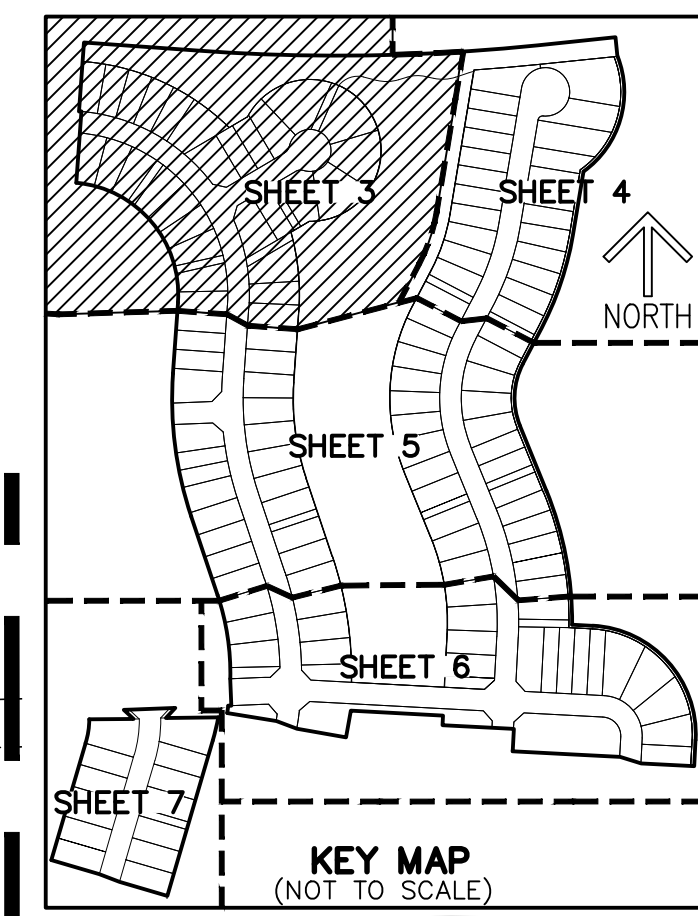 SHEET 3
SHEET 4
NORTH
SHEET 5
SHEET 6
SHEET 7
KEY MAP
(NOT TO SCALE)